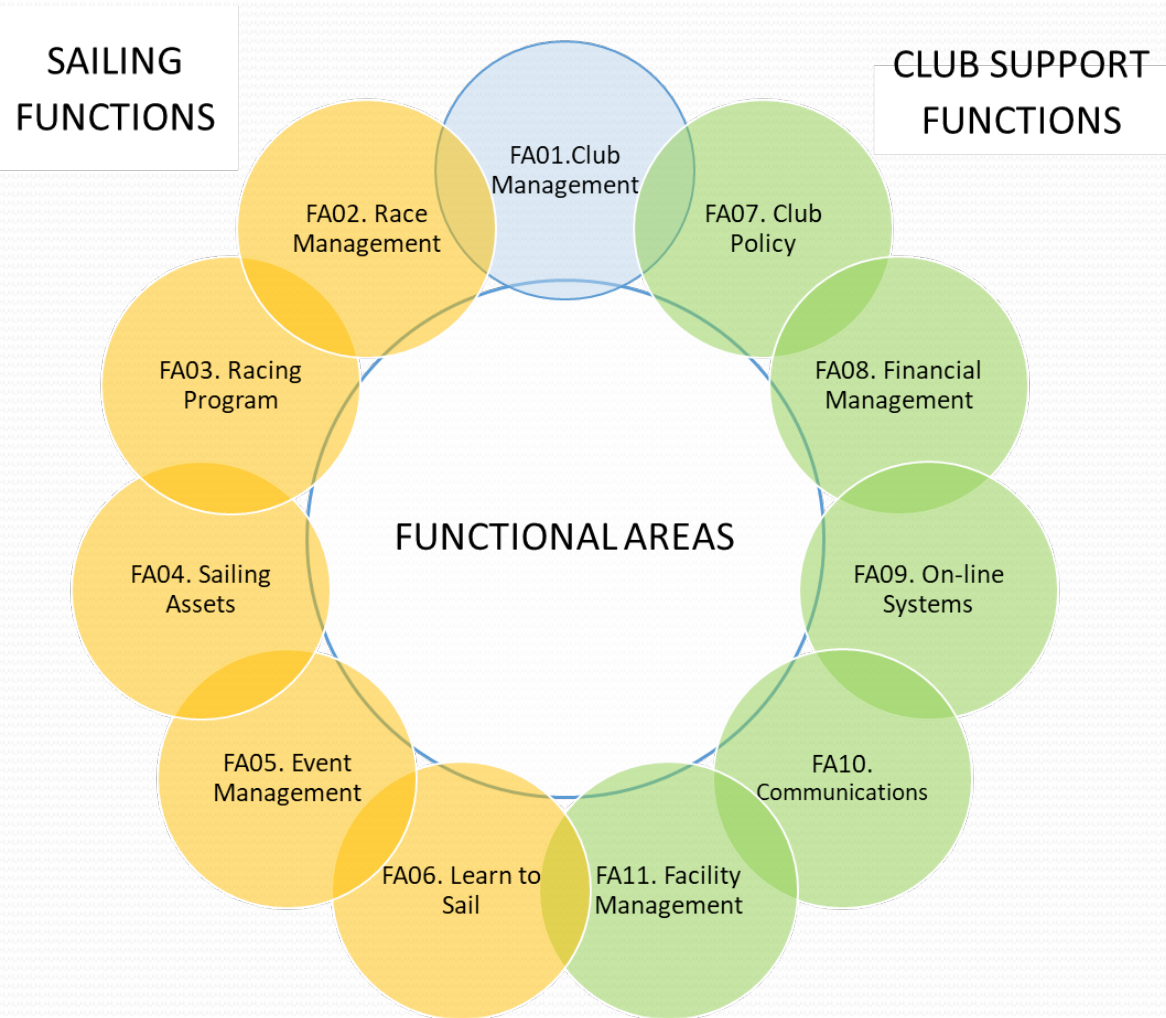 SAILING
FUNCTIONS
CLUB SUPPORT
FUNCTIONS
FA01.Club
Management
FA02. Race
Management
FA03. Racing
Program
FA04. Sailing
Assets
FA05. Event
Management
FA06. Learn to
Sail
FA07. Club
Policy
FA08. Financial
Management
FA09. On-line
Systems
FA10.
Communications
FA11. Facility
Management
FUNCTIONAL AREAS